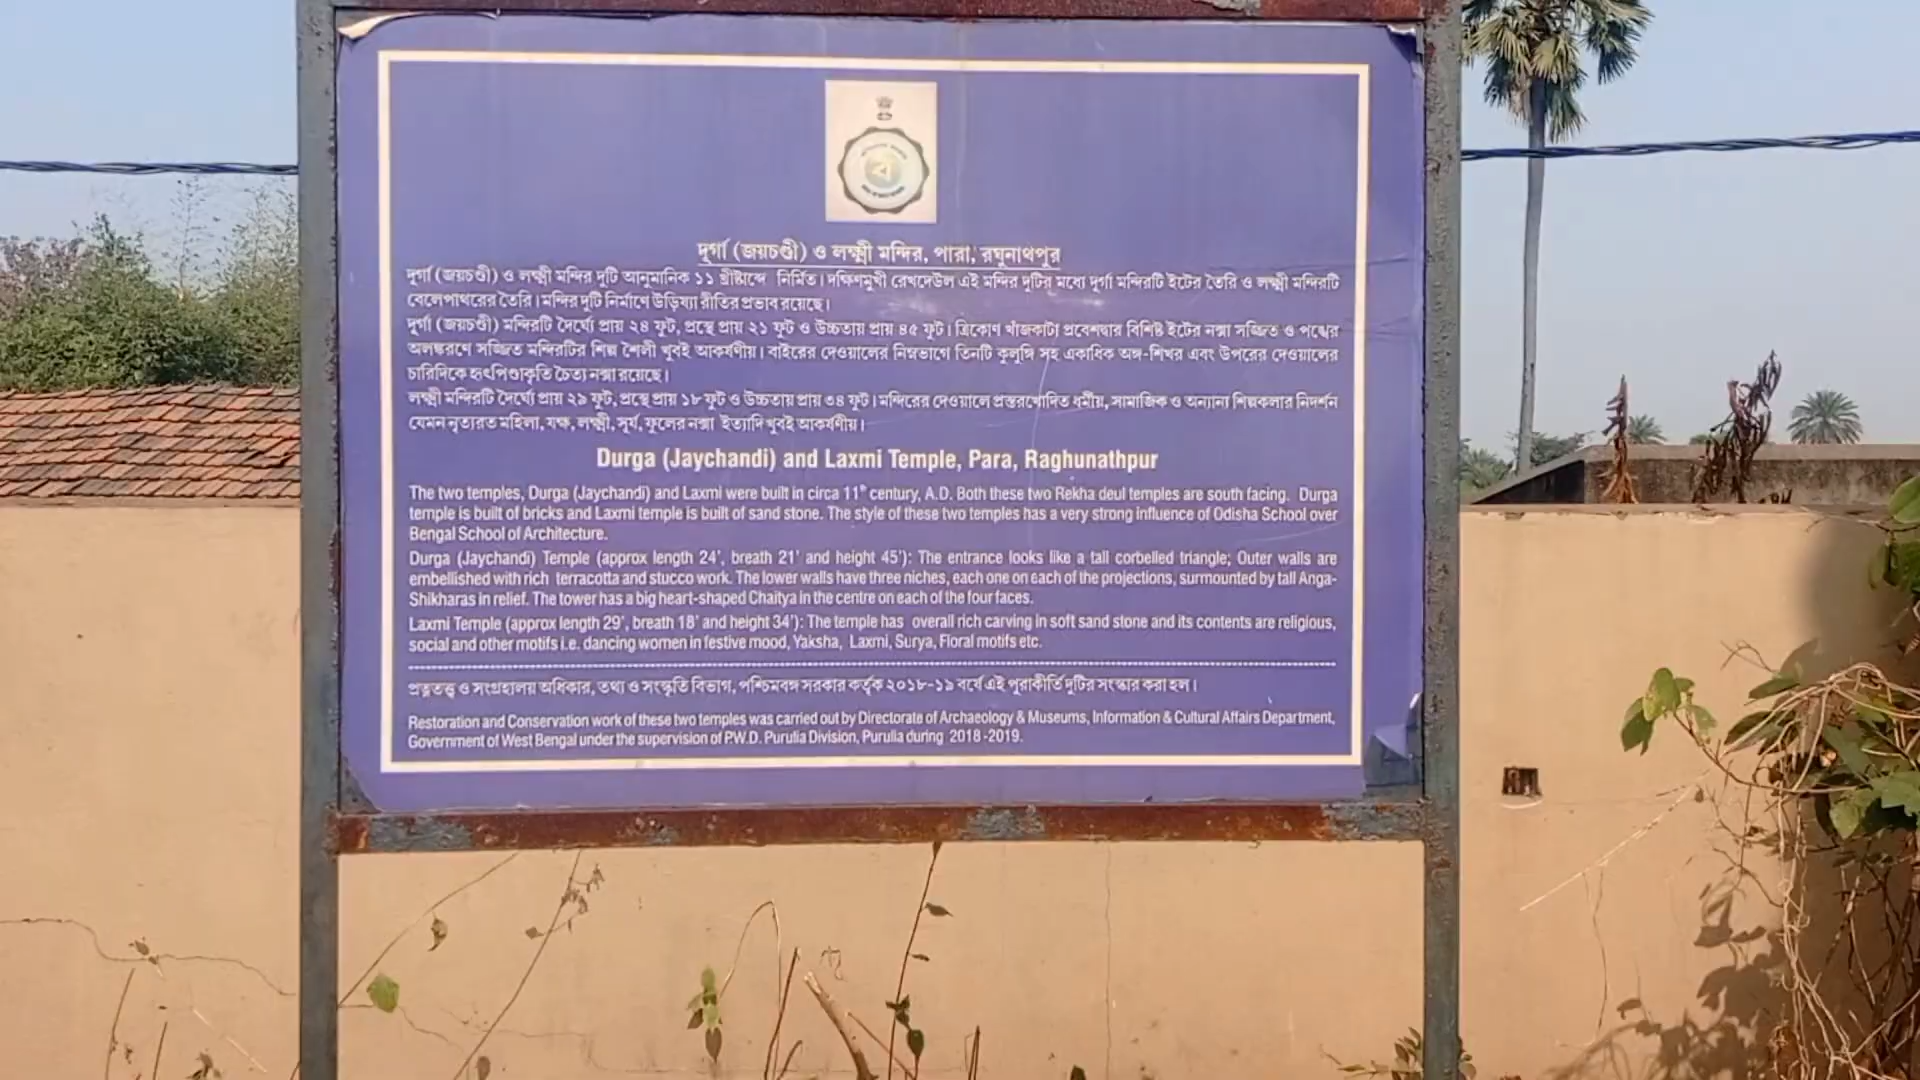 দূর্গা (জয়চণ্ডী) ও লক্ষ্মী মন্দির, পারা, রঘুনাথপুর
দূর্গা (জয়চণ্ডী) ও লক্ষ্মী মন্দির দুটি আনুমানিক ১১ খ্রীষ্টাব্দে নির্মিত। দক্ষিণমুখী রেখদেউল এই মন্দির দুটির মধ্যে দূর্গা মন্দিরটি ইটের তৈরি ও লক্ষ্মী মন্দিরটি
বেলেপাথরের তৈরি। মন্দির দুটি নির্মাণে উড়িষ্যা রীতির প্রভাব রয়েছে।
দূর্গা (জয়চণ্ডী) মন্দিরটি দৈর্ঘ্যে প্রায় ২৪ ফুট, প্রস্থে প্রায় ২১ ফুট ও উচ্চতায় প্রায় ৪৫ ফুট। ত্রিকোণ খাঁজকাটা প্রবেশদ্বার বিশিষ্ট ইটের নক্সা সজ্জিত ও পঙ্খের
অলঙ্করণে সজ্জিত মন্দিরটির শিল্প শৈলী খুবই আকর্ষণীয়। বাইরের দেওয়ালের নিম্নভাগে তিনটি কুলুঙ্গি সহ একাধিক অঙ্গ-শিখর এবং উপরের দেওয়ালের
চারিদিকে হৃৎপিণ্ডাকৃতি চৈত্য নক্সা রয়েছে।
লক্ষ্মী মন্দিরটি দৈর্ঘ্যে প্রায় ২৯ ফুট, প্রস্থে প্রায় ১৮ ফুট ও উচ্চতায় প্রায় ৩৪ ফুট। মন্দিরের দেওয়ালে প্রস্তরখোদিত ধর্মীয়, সামাজিক ও অন্যান্য শিল্পকলার নিদর্শন
যেমন নৃত্যরত মহিলা, যক্ষ, লক্ষ্মী, সূর্য, ফুলের নক্সা ইত্যাদি খুবই আকর্ষণীয়।
Durga (Jaychandi) and Laxmi Temple, Para, Raghunathpur
The two temples, Durga (Jaychandi) and Laxmi were built in circa 11th century, A.D. Both these two Rekha deul temples are south facing. Durga
temple is built of bricks and Laxmi temple is built of sand stone. The style of these two temples has a very strong influence of Odisha School over
Bengal School of Architecture.
Durga (Jaychandi) Temple (approx length 24', breath 21' and height 45'): The entrance looks like a tall corbelled triangle; Outer walls are
embellished with rich terracotta and stucco work. The lower walls have three niches, each one on each of the projections, surmounted by tall Anga-
Shikharas in relief. The tower has a big heart-shaped Chaitya in the centre on each of the four faces.
Laxmi Temple (approx length 29', breath 18' and height 34'): The temple has overall rich carving in soft sand stone and its contents are religious,
social and other motifs i.e. dancing women in festive mood, Yaksha, Laxmi, Surya, Floral motifs etc.
প্রত্নতত্ত্ব ও সংগ্রহালয় অধিকার, তথ্য ও সংস্কৃতি বিভাগ, পশ্চিমবঙ্গ সরকার কর্তৃক ২০১৮-১৯ বর্ষে এই পুরাকীর্তি দুটির সংস্কার করা হল।
Restoration and Conservation work of these two temples was carried out by Directorate of Archaeology & Museums, Information & Cultural Affairs Department,
Government of West Bengal under the supervision of P.W.D. Purulia Division, Purulia during 2018-2019.